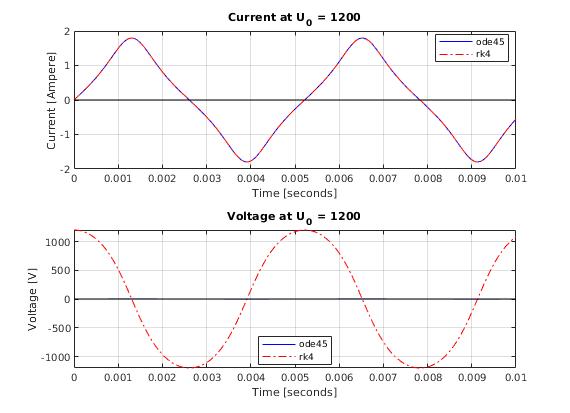 Current at U0 = 1200
Current [Ampere]
2
1
0
-1
-2
ode45
rk4
0 0.001 0.002 0.003 0.004 0.005 0.006 0.007 0.008 0.009 0.01
Time [seconds]
Voltage at U0 = 1200
Voltage [V]
1000
500
0
-500
-1000
ode45
rk4
0 0.001 0.002 0.003 0.004 0.005 0.006 0.007 0.008 0.009 0.01
Time [seconds]